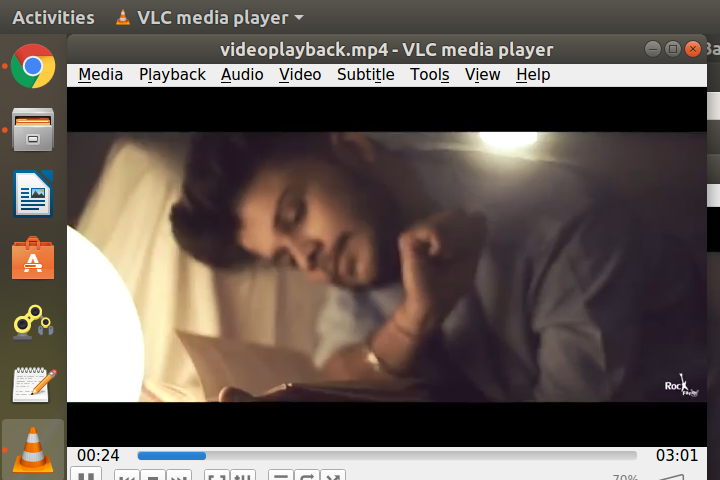 Activities VLC media player
videoplayback.mp4 - VLC media player
Media Playback Audio Video Subtitle Tools View Help
Rock
00:24 03:01
70%